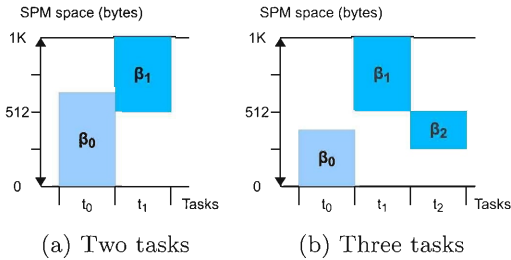 SPM space (bytes)
1K
β1
512
β0
0
t0 t1 Tasks
(a) Two tasks
SPM space (bytes)
1K
β1
512
β2
β0
0
t0 t1 t2 Tasks
(b) Three tasks